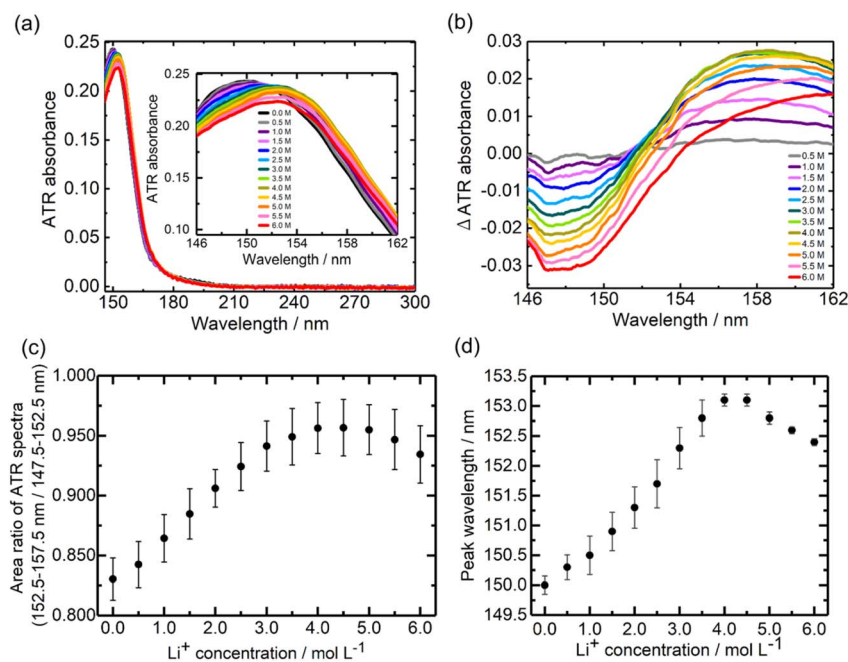 (a)
0.25
0.20
0.15
0.10
0.05
0.00
ATR absorbance
150
180
210
240
270
300
Wavelength / nm
0.25
0.20
0.15
0.10
ATR absorbance
146
150
154
158
162
Wavelength / nm
0.0 M
0.5 M
1.0 M
1.5 M
2.0 M
2.5 M
3.0 M
3.5 M
4.0 M
4.5 M
5.0 M
5.5 M
6.0 M
(b)
0.03
0.02
0.01
0.00
-0.01
-0.02
-0.03
Δ ATR absorbance
146
150
154
158
162
Wavelength / nm
0.5 M
1.0 M
1.5 M
2.0 M
2.5 M
3.0 M
3.5 M
4.0 M
4.5 M
5.0 M
5.5 M
6.0 M
(c)
1.000
0.950
0.900
0.850
0.800
Area ratio of ATR spectra
(152.5-157.5 nm / 147.5-152.5 nm)
0.0
1.0
2.0
3.0
4.0
5.0
6.0
Li⁺ concentration / mol L⁻¹
(d)
153.5
153.0
152.5
152.0
151.5
151.0
150.5
150.0
149.5
Peak wavelength / nm
0.0
1.0
2.0
3.0
4.0
5.0
6.0
Li⁺ concentration / mol L⁻¹